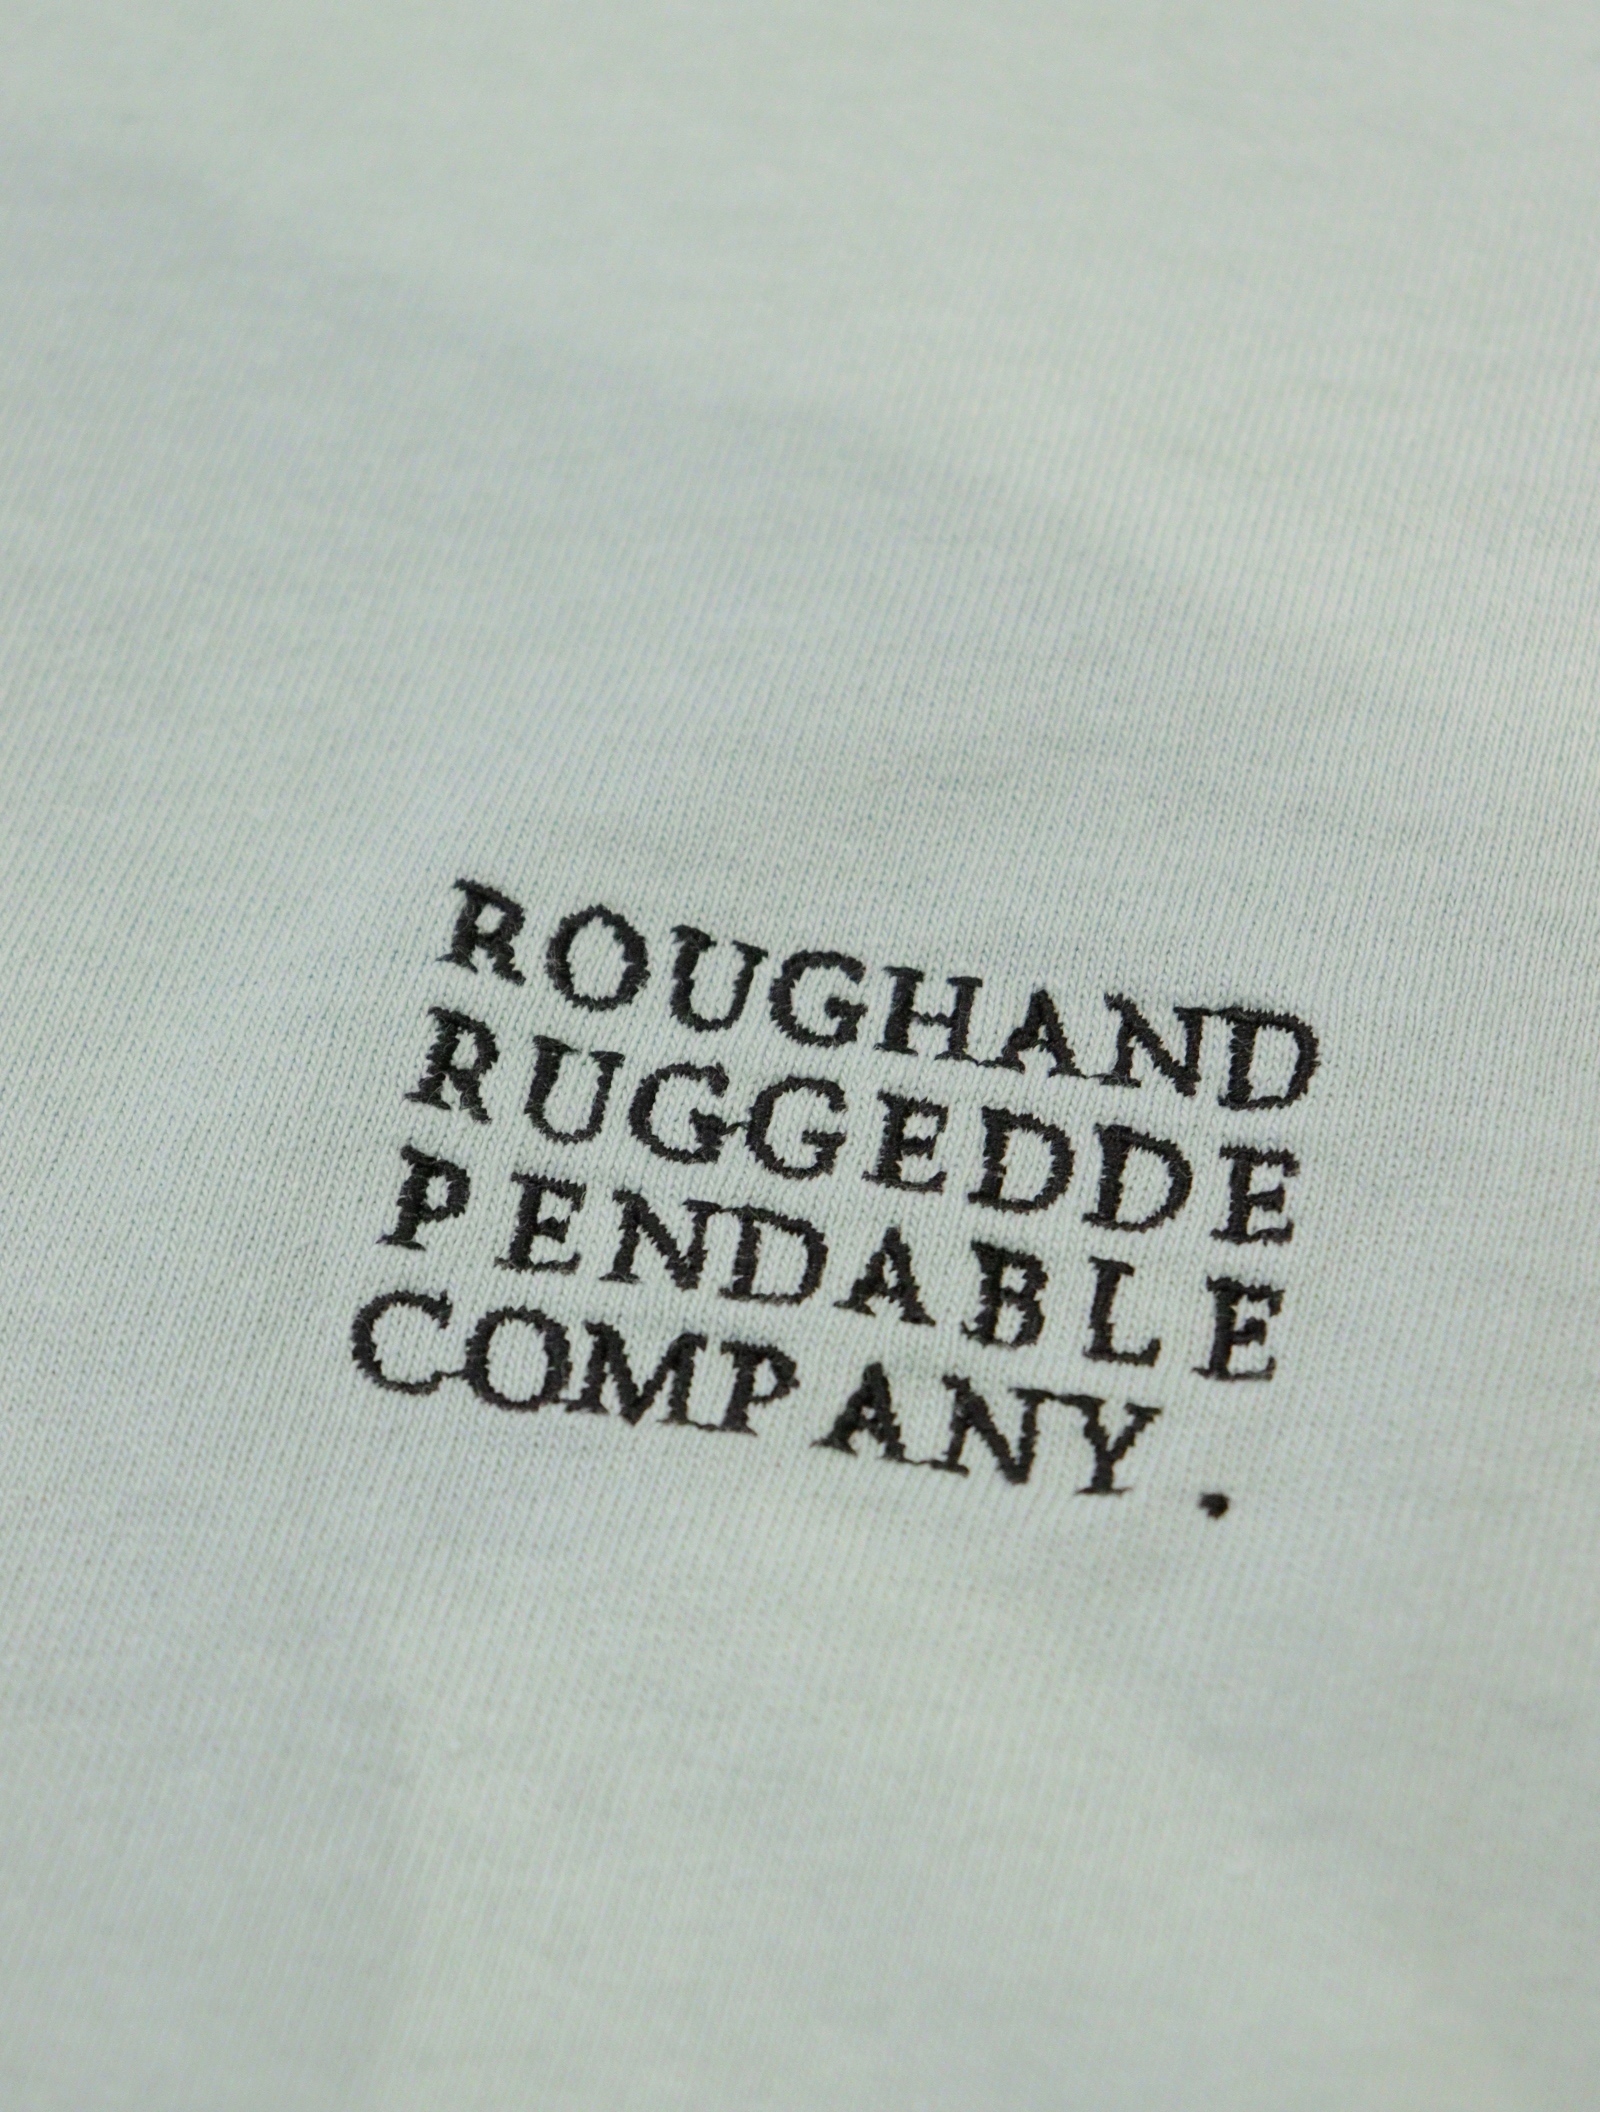 ROUGHAND
RUGGEDDE
PENDABLE
COMPANY.